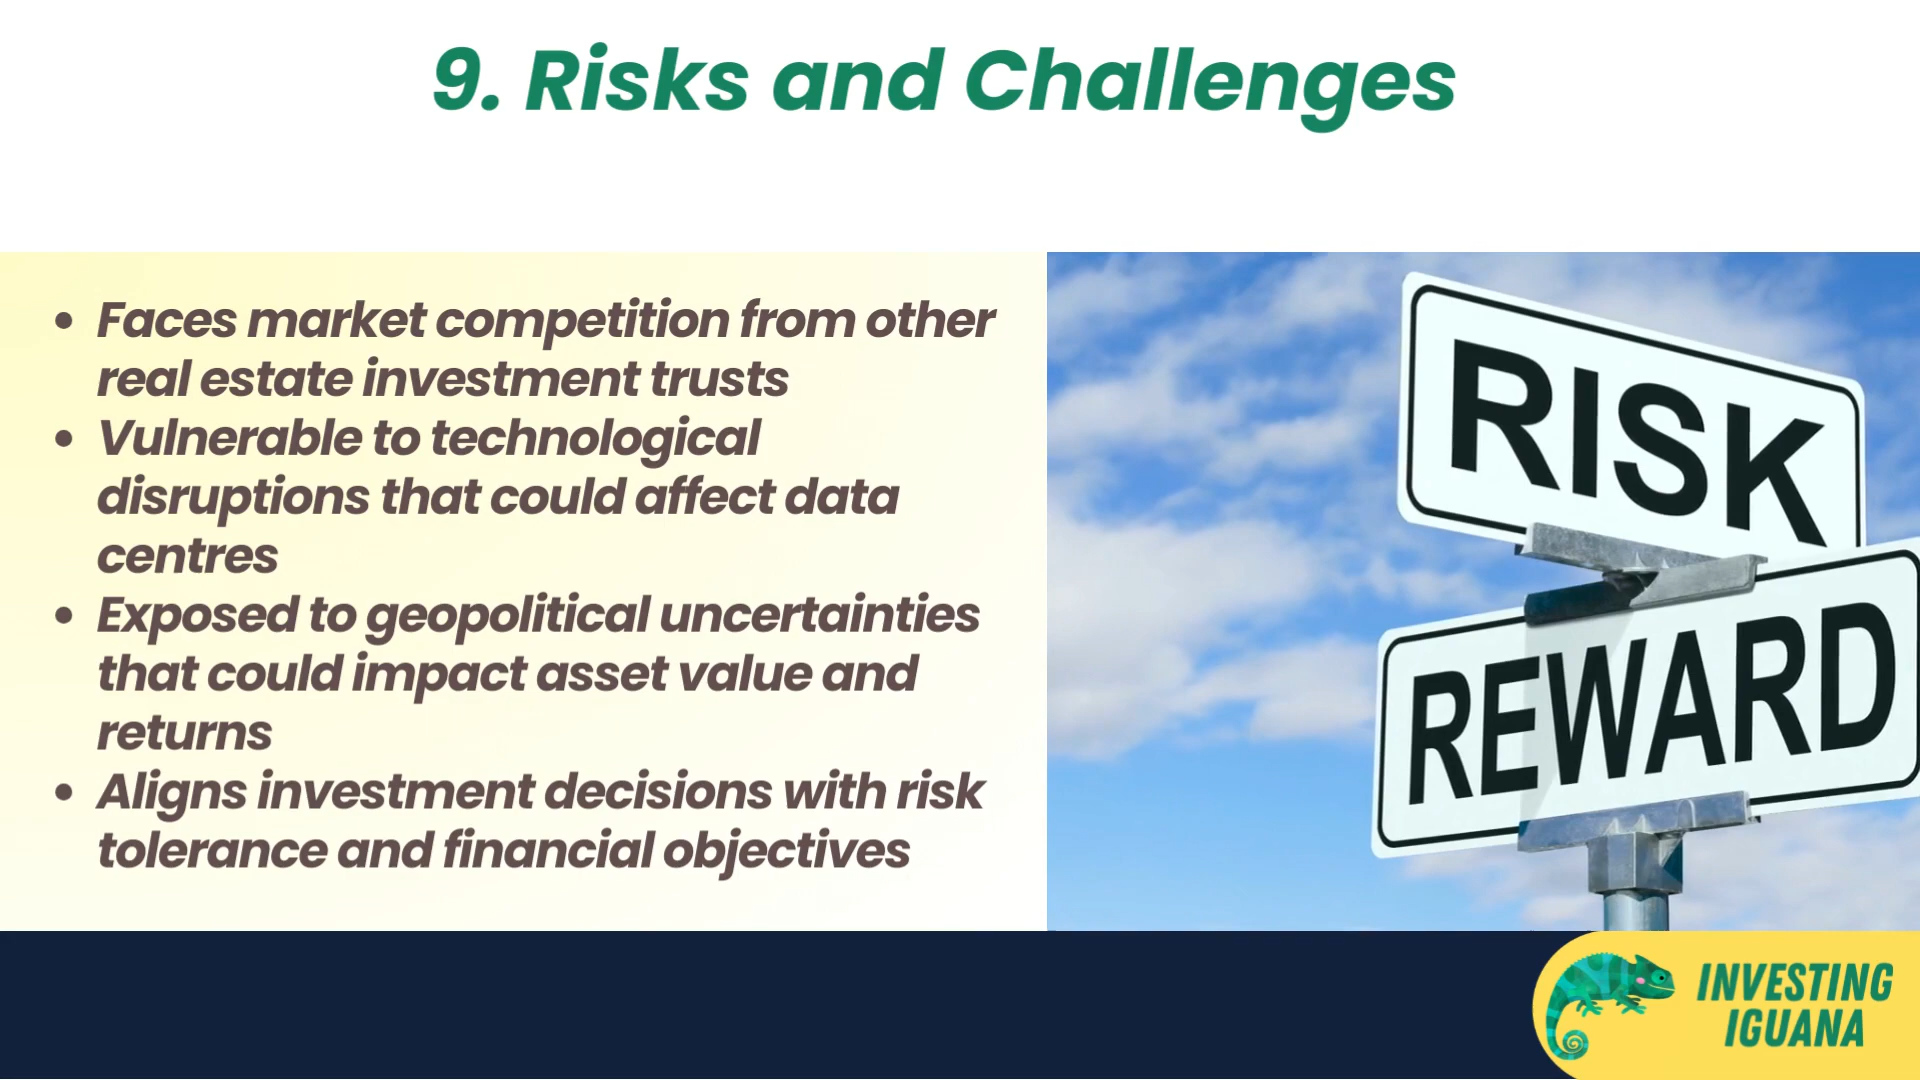 9. Risks and Challenges
• Faces market competition from other
real estate investment trusts
• Vulnerable to technological
disruptions that could affect data
centres
• Exposed to geopolitical uncertainties
that could impact asset value and
returns
• Aligns investment decisions with risk
tolerance and financial objectives
RISK
REWARD
INVESTING
IGUANA